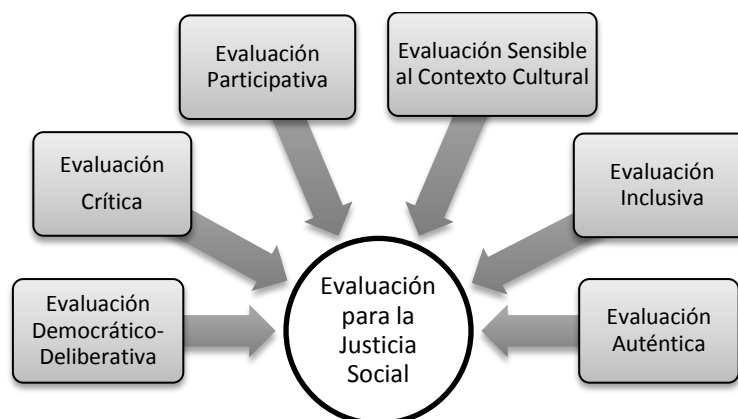 Evaluación
Participativa
Evaluación Sensible
al Contexto Cultural
Evaluación
Crítica
Evaluación
Inclusiva
Evaluación
Democrático-
Deliberativa
Evaluación
para la
Justicia
Social
Evaluación
Auténtica